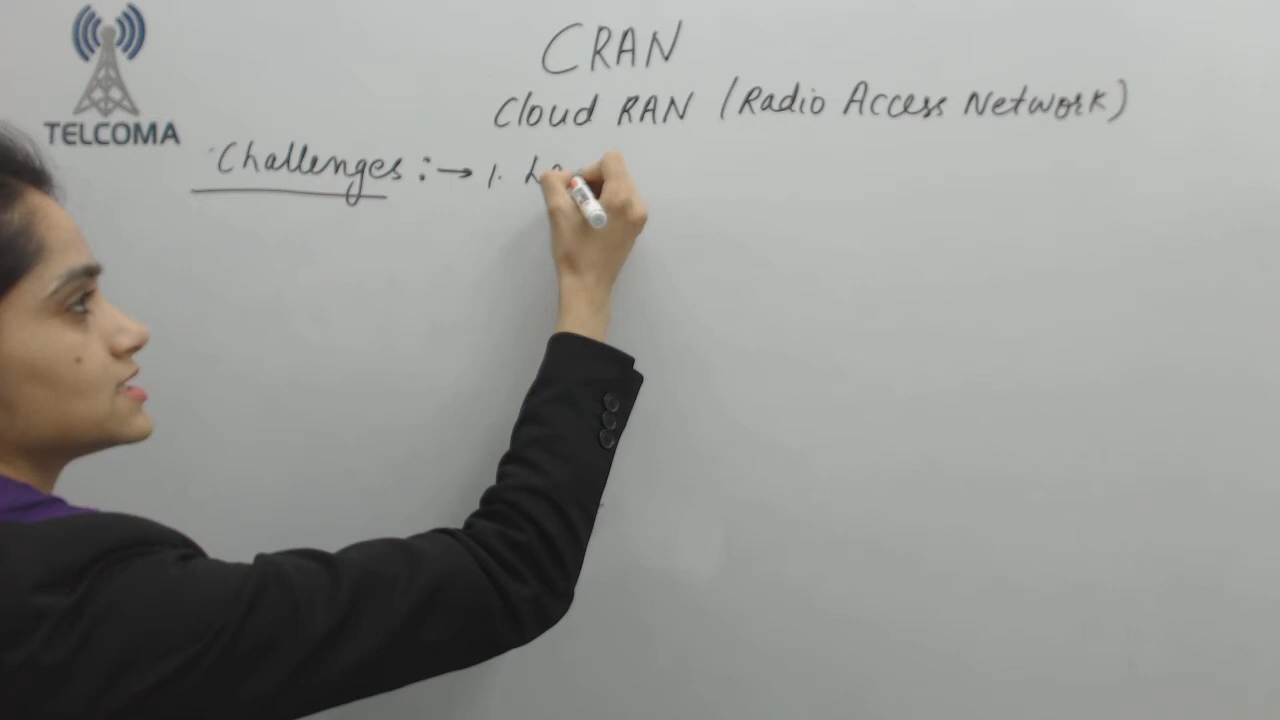 CRAN
TELCOMA
Cloud RAN (Radio Access Network)
Challenges :→ 1.